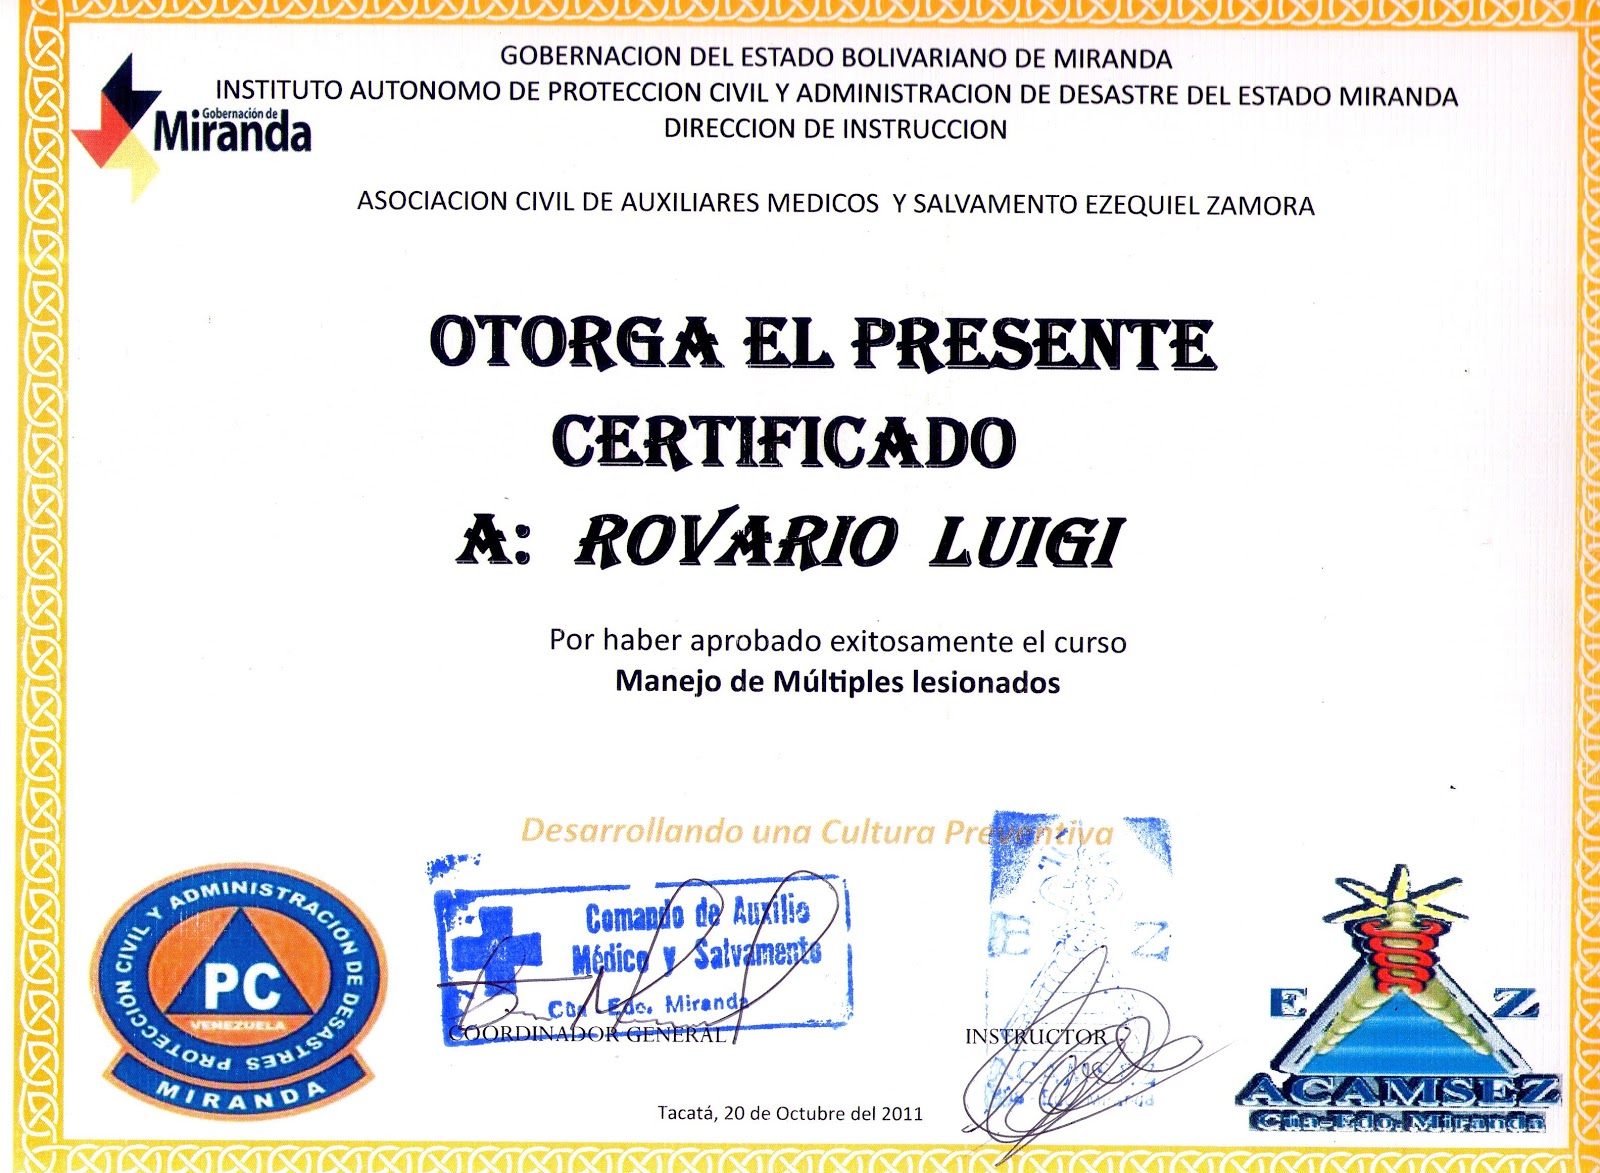 GOBERNACION DEL ESTADO BOLIVARIANO DE MIRANDA
INSTITUTO AUTONOMO DE PROTECCION CIVIL Y ADMINISTRACION DE DESASTRE DEL ESTADO MIRANDA
DIRECCION DE INSTRUCCION
Gobernación de
Miranda
ASOCIACION CIVIL DE AUXILIARES MEDICOS Y SALVAMENTO EZEQUIEL ZAMORA
OTORGA EL PRESENTE
CERTIFICADO
A: ROVARIO LUIGI
Por haber aprobado exitosamente el curso
Manejo de Múltiples lesionados
Desarrollando una Cultura Preventiva
PROTECCIÓN CIVIL Y ADMINISTRACION DE DESASTRES
PC
VENEZUELA
MIRANDA
Comando de Auxilio
Médico y Salvamento
Edo. Miranda
COORDINADOR GENERAL
E Z
INSTRUCTOR
E Z
ACAMSEZ
Cua-Edo. Miranda
Tacatá, 20 de Octubre del 2011